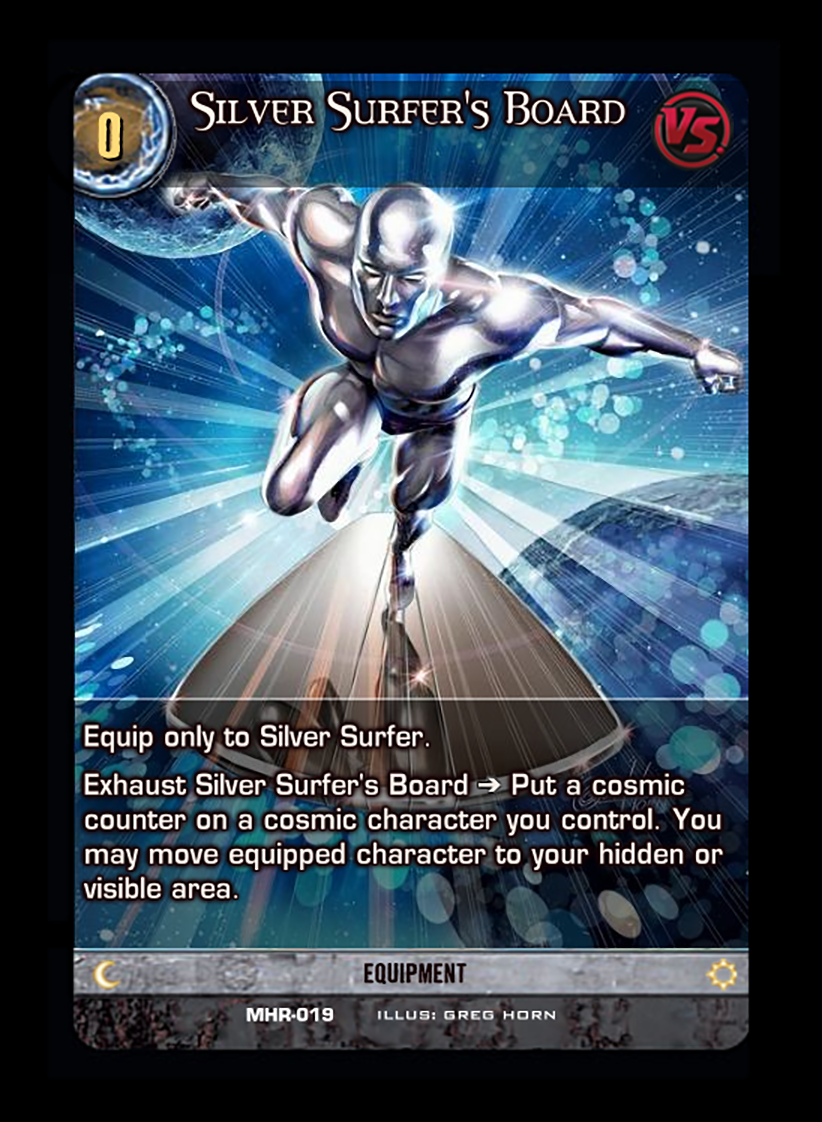 0
SILVER SURFER'S BOARD
VS.
Equip only to Silver Surfer.
Exhaust Silver Surfer's Board ➔ Put a cosmic
counter on a cosmic character you control. You
may move equipped character to your hidden or
visible area.
EQUIPMENT
MHR-019 ILLUS: GREG HORN